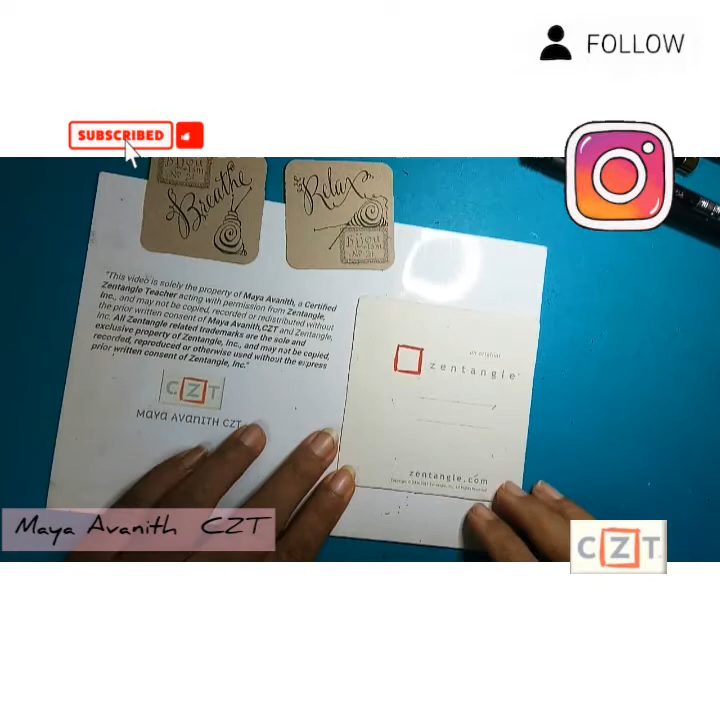 FOLLOW
SUBSCRIBED
Bijou
Breathe
Relax
Bijou
"This video is solely the property of Maya Avanith, a Certified
Zentangle Teacher acting with permission from Zentangle,
Inc., and may not be copied, recorded or redistributed without
the prior written consent of Maya Avanith,CZT and Zentangle,
Inc. All Zentangle related trademarks are the sole and
exclusive property of Zentangle, Inc., and may not be copied,
recorded, reproduced or otherwise used without the express
prior written consent of Zentangle, Inc."
CZT
Maya Avanith CZT
an original
zentangle
zentangle.com
Maya Avanith CZT
CZT